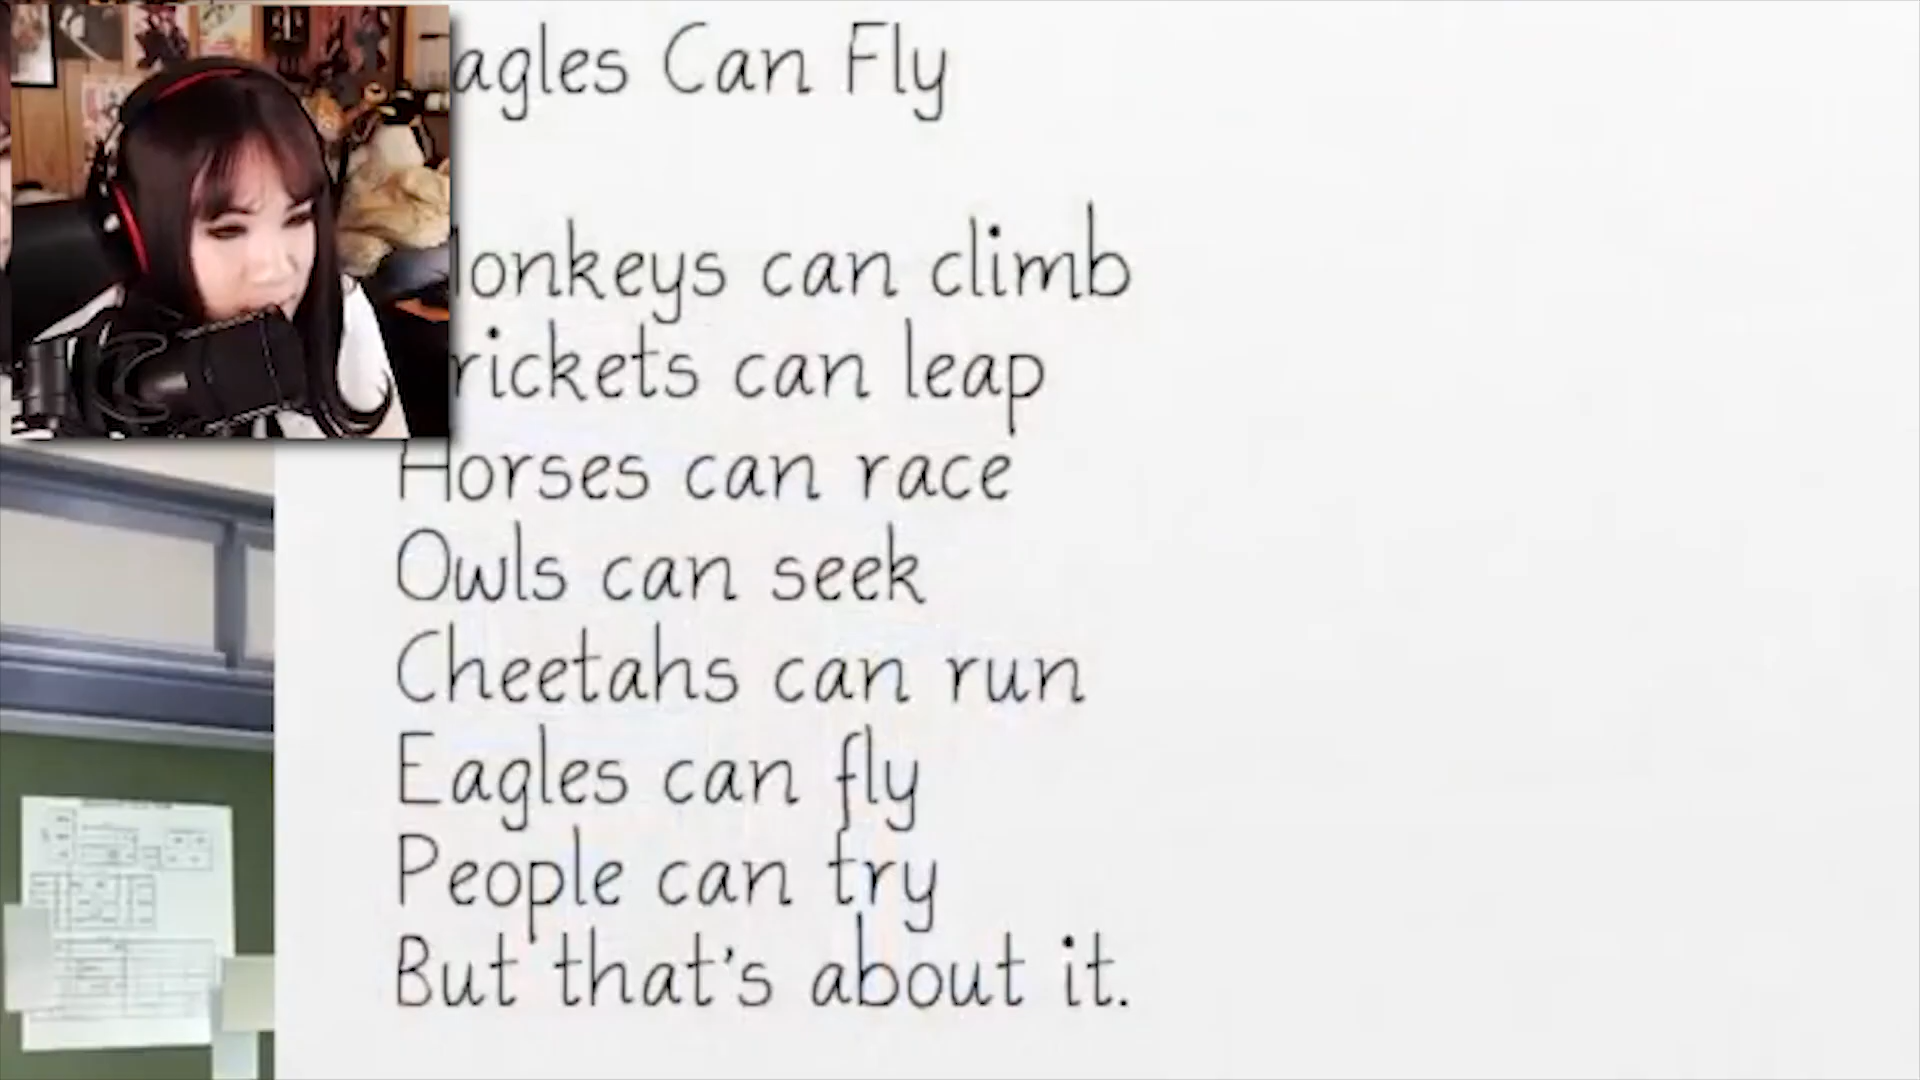 agles Can Fly
onkeys can climb
rickets can leap
Horses can race
Owls can seek
Cheetahs can run
Eagles can fly
People can try
But that's about it.